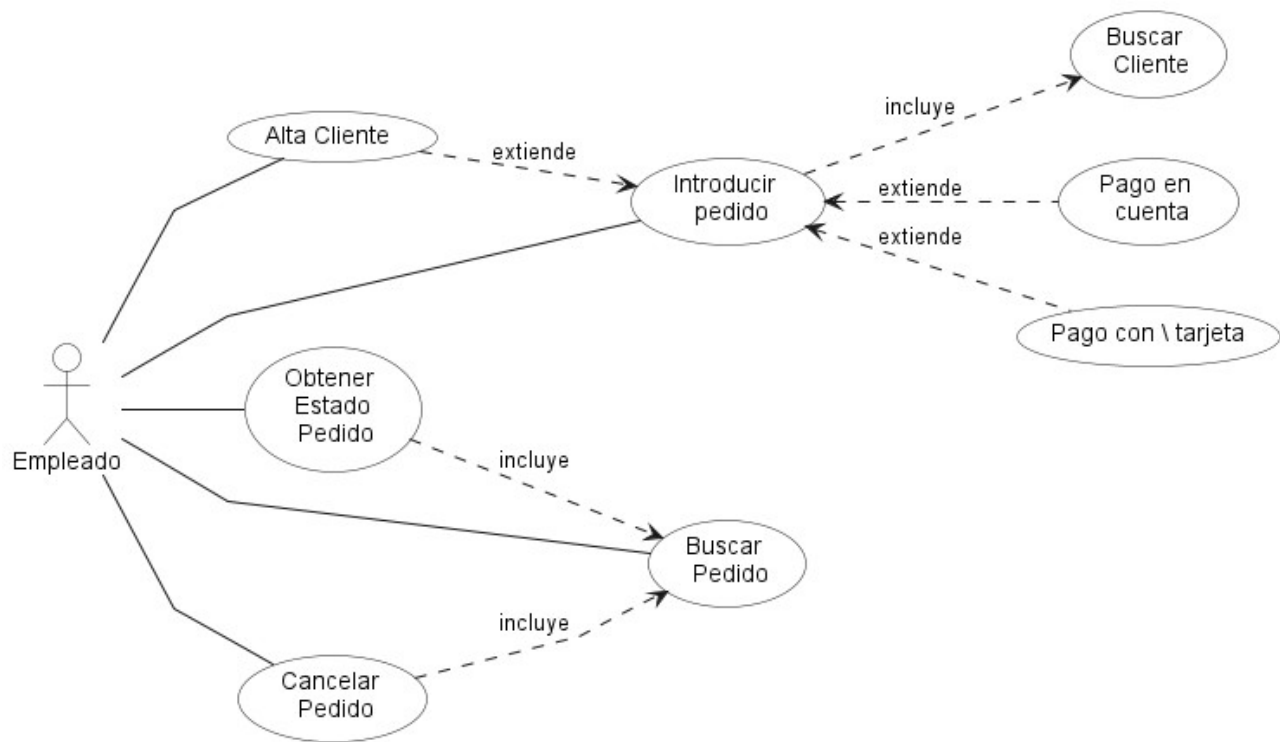 Buscar
Cliente
incluye
Alta Cliente
extiende
Introducir
pedido
extiende
Pago en
cuenta
extiende
Pago con \ tarjeta
Obtener
Estado
Pedido
Empleado
incluye
Buscar
Pedido
incluye
Cancelar
Pedido